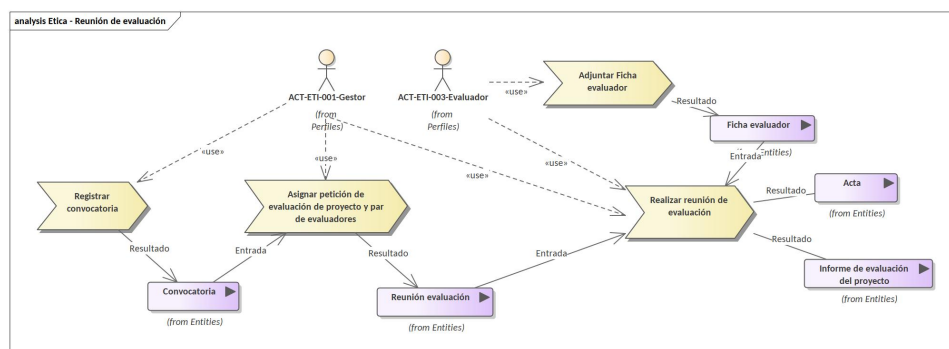 analysis Etica - Reunión de evaluación
ACT-ETI-001-Gestor
(from
Perfiles)
ACT-ETI-003-Evaluador
(from
Perfiles)
«use»
Adjuntar Ficha
evaluador
Resultado
Ficha evaluador
(from Entities)
Entrada
«use»
«use»
«use»
«use»
Registrar
convocatoria
Asignar petición de
evaluación de proyecto y par
de evaluadores
Realizar reunión de
evaluación
Resultado
Acta
(from Entities)
Resultado
Entrada
Resultado
Entrada
Resultado
Informe de evaluación
del proyecto
(from Entities)
Convocatoria
(from Entities)
Reunión evaluación
(from Entities)